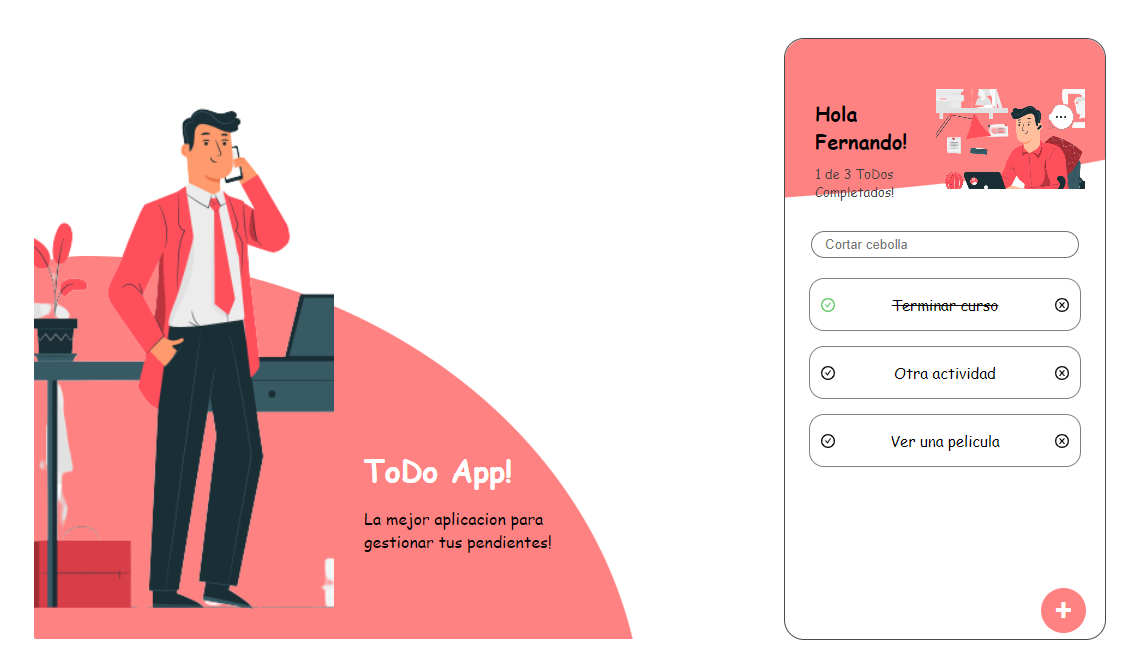 ToDo App!
La mejor aplicacion para
gestionar tus pendientes!
Hola
Fernando!
1 de 3 ToDos
Completados!
Cortar cebolla
Terminar curso
Otra actividad
Ver una pelicula